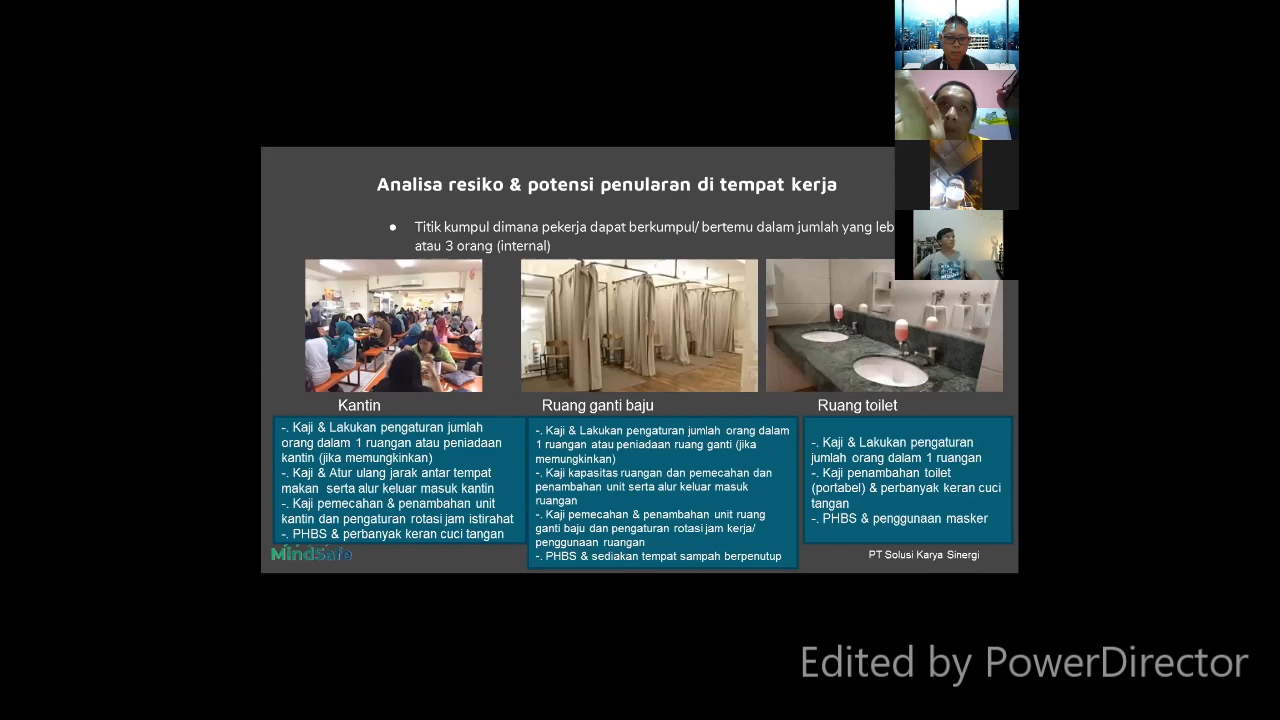 Analisa resiko & potensi penularan di tempat kerja
● Titik kumpul dimana pekerja dapat berkumpul/ bertemu dalam jumlah yang
atau 3 orang (internal)
Kantin
-. Kaji & Lakukan pengaturan jumlah
orang dalam 1 ruangan atau peniadaan
kantin (jika memungkinkan)
-. Kaji & Atur ulang jarak antar tempat
makan serta alur keluar masuk kantin
-. Kaji pemecahan & penambahan unit
kantin dan pengaturan rotasi jam istirahat
-. PHBS & perbanyak keran cuci tangan
Ruang ganti baju
-. Kaji & Lakukan pengaturan jumlah orang dalam
1 ruangan atau peniadaan ruang ganti (jika
memungkinkan)
-. Kaji kapasitas ruangan dan pemecahan dan
penambahan unit serta alur keluar masuk
ruangan
-. Kaji pemecahan & penambahan unit ruang
ganti baju dan pengaturan rotasi jam kerja/
penggunaan ruangan
-. PHBS & sediakan tempat sampah berpenutup
Ruang toilet
-. Kaji & Lakukan pengaturan
jumlah orang dalam 1 ruangan
-. Kaji penambahan toilet
(portabel) & perbanyak keran cuci
tangan
-. PHBS & penggunaan masker
MindSafe
PT Solusi Karya Sinergi
Edited by PowerDirector